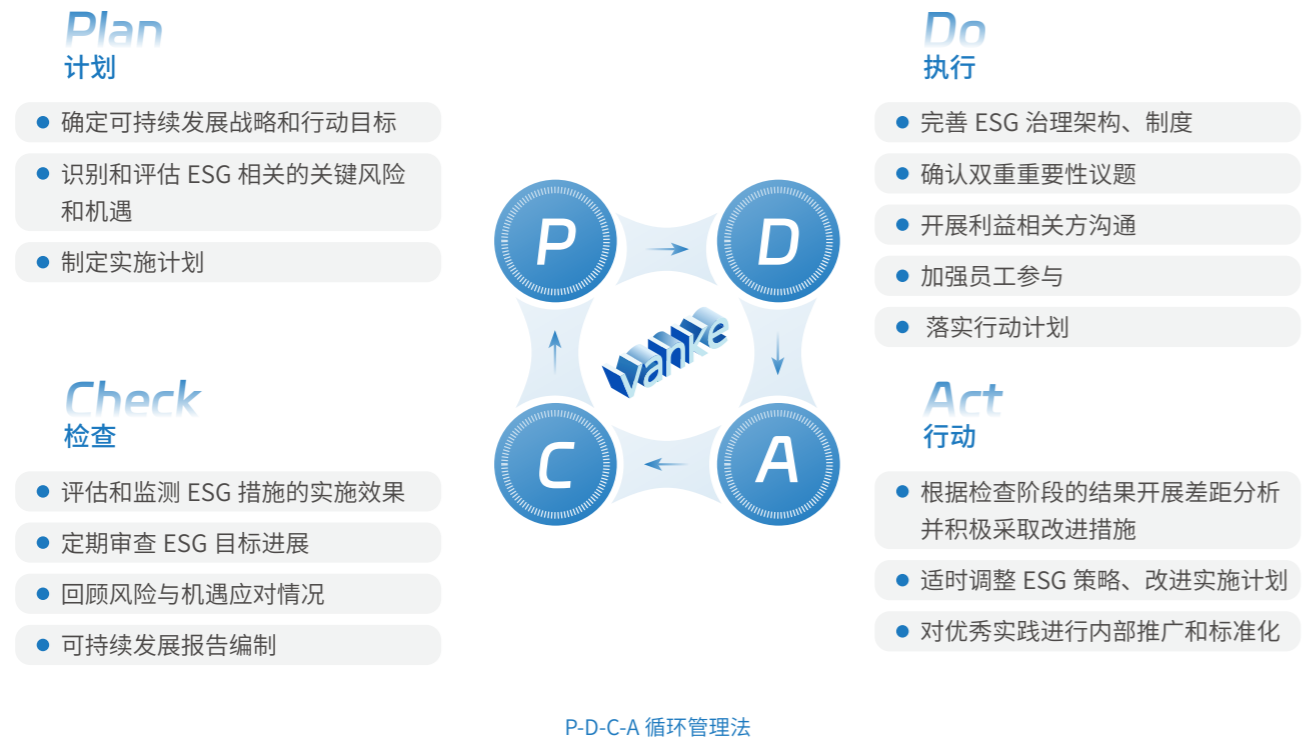 Plan
计划
确定可持续发展战略和行动目标
识别和评估 ESG 相关的关键风险
和机遇
制定实施计划
Do
执行
完善 ESG 治理架构、制度
确认双重重要性议题
开展利益相关方沟通
加强员工参与
落实行动计划
P
D
vanke
C
A
Check
检查
评估和监测 ESG 措施的实施效果
定期审查 ESG 目标进展
回顾风险与机遇应对情况
可持续发展报告编制
Act
行动
根据检查阶段的结果开展差距分析
并积极采取改进措施
适时调整 ESG 策略、改进实施计划
对优秀实践进行内部推广和标准化
P-D-C-A 循环管理法